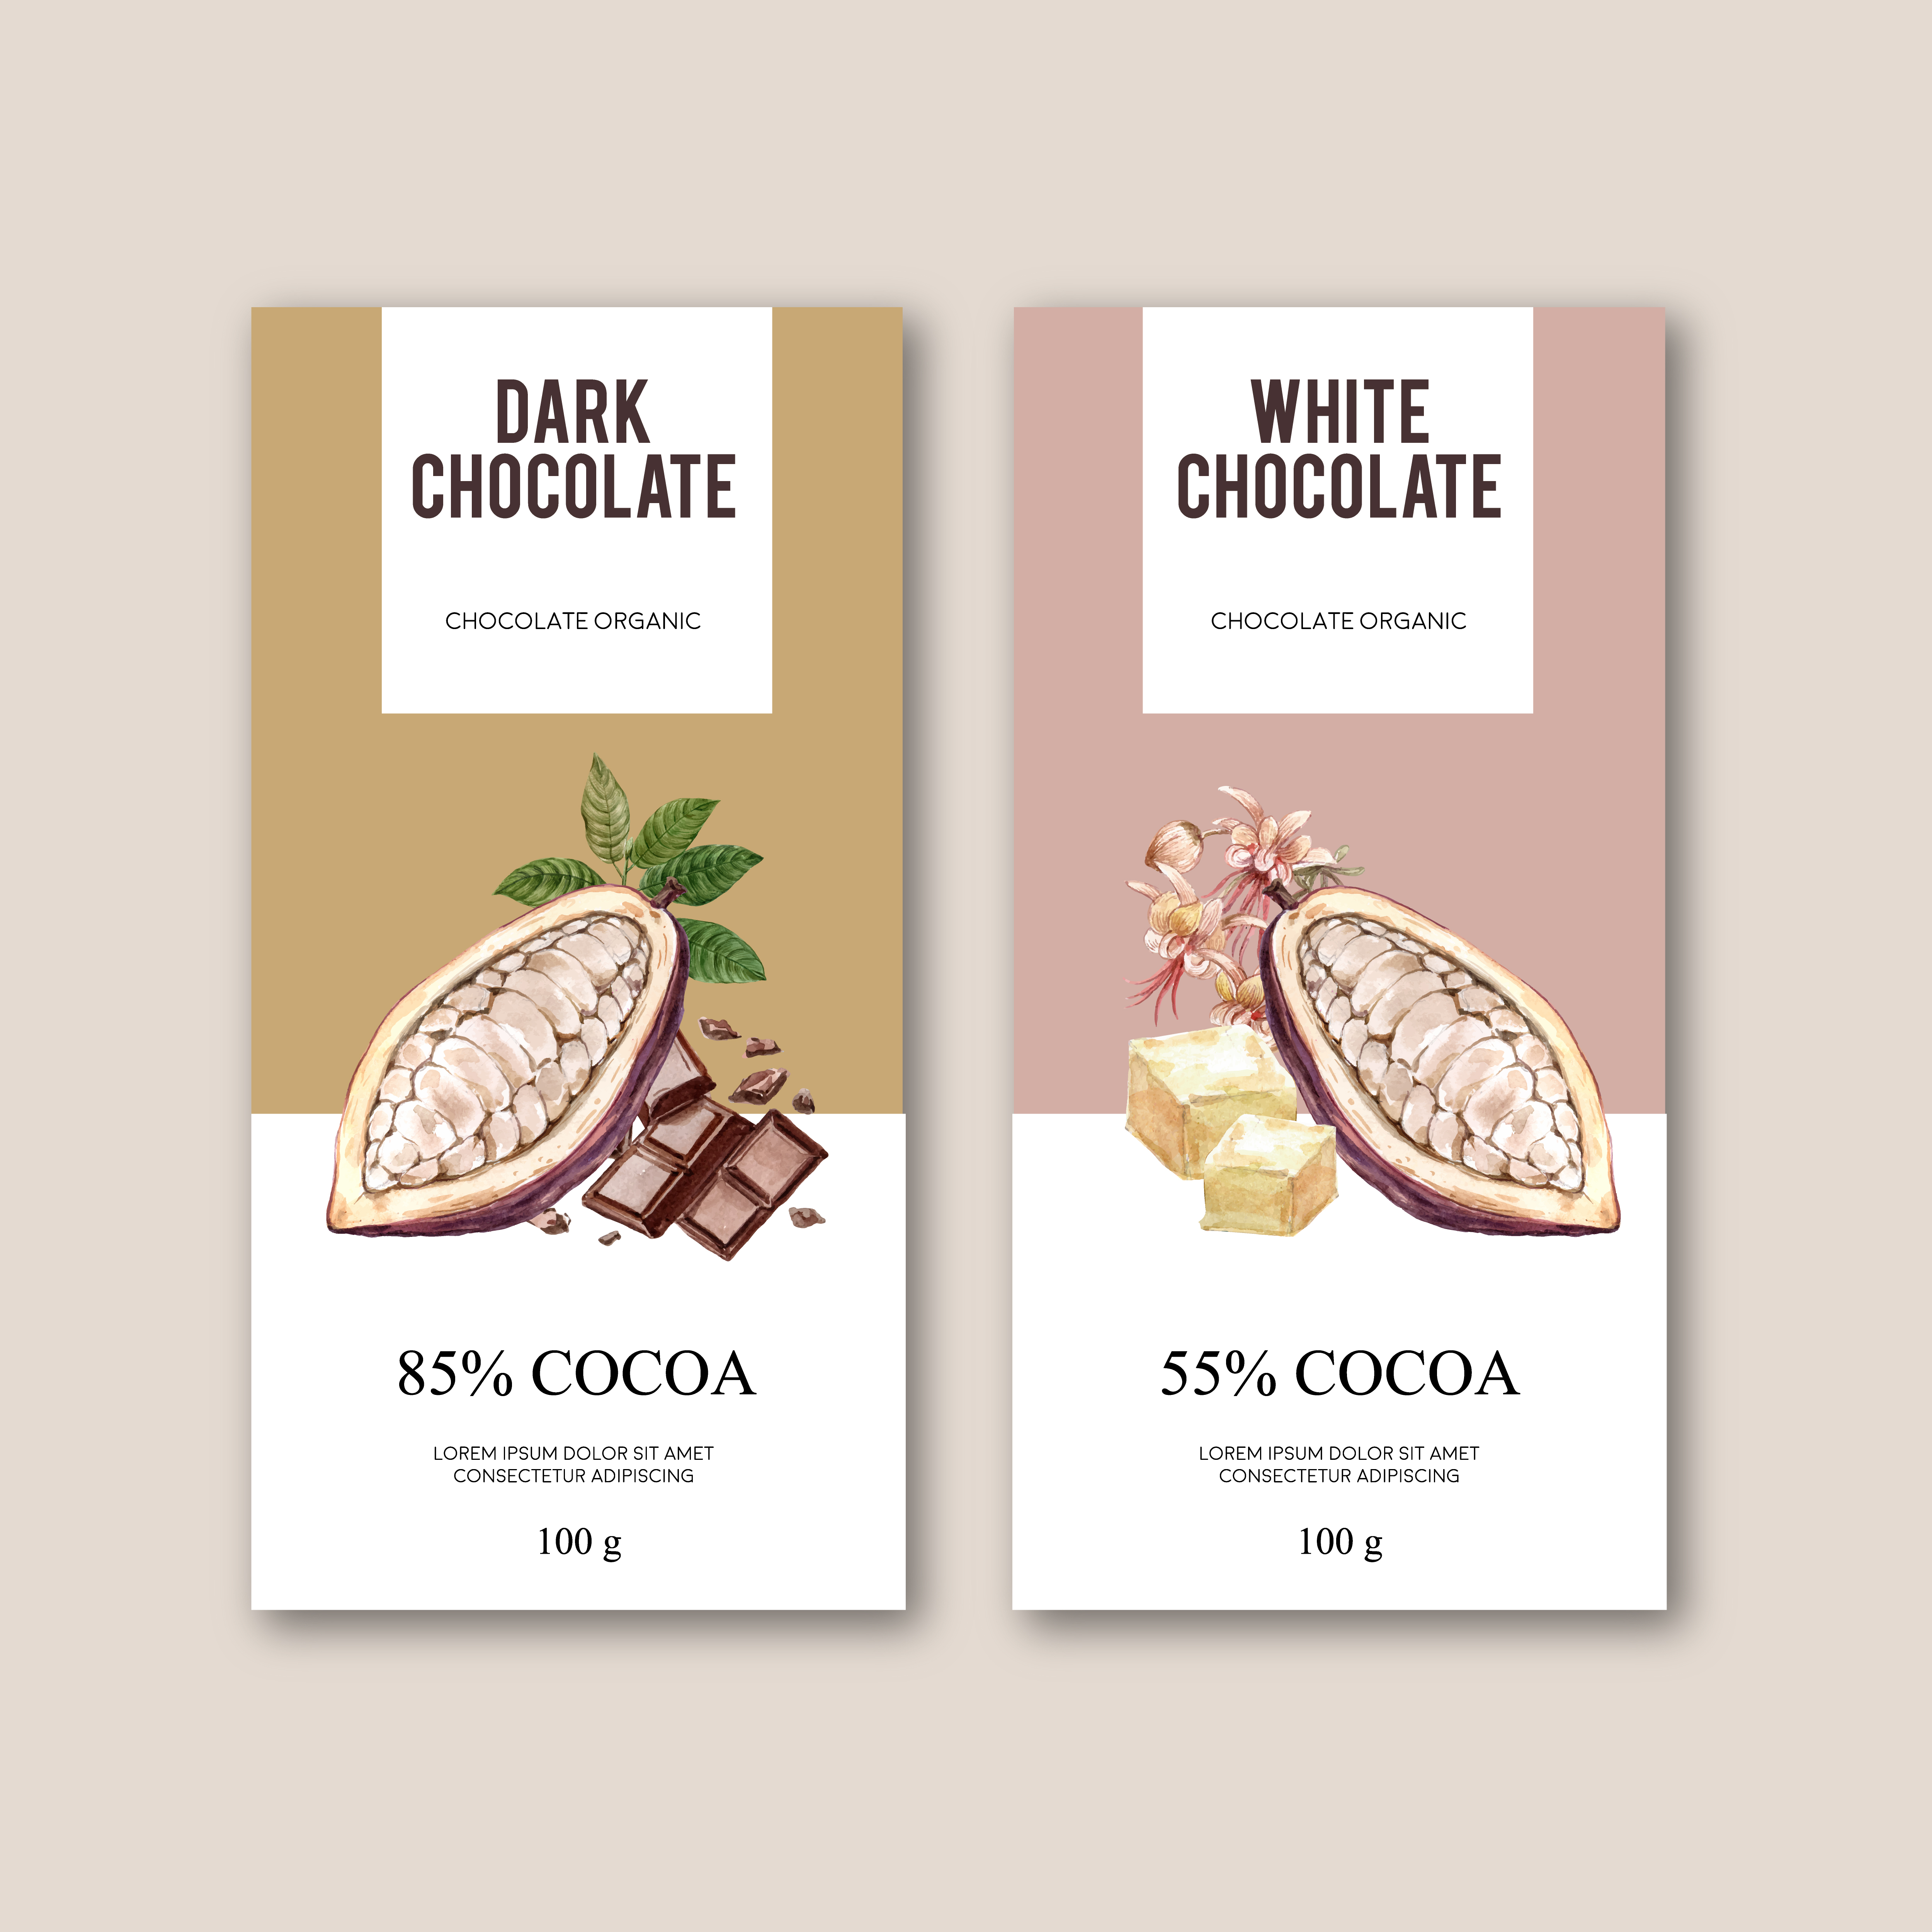 DARK
CHOCOLATE
CHOCOLATE ORGANIC
85% COCOA
LOREM IPSUM DOLOR SIT AMET
CONSECTETUR ADIPISCING
100 g
WHITE
CHOCOLATE
CHOCOLATE ORGANIC
55% COCOA
LOREM IPSUM DOLOR SIT AMET
CONSECTETUR ADIPISCING
100 g